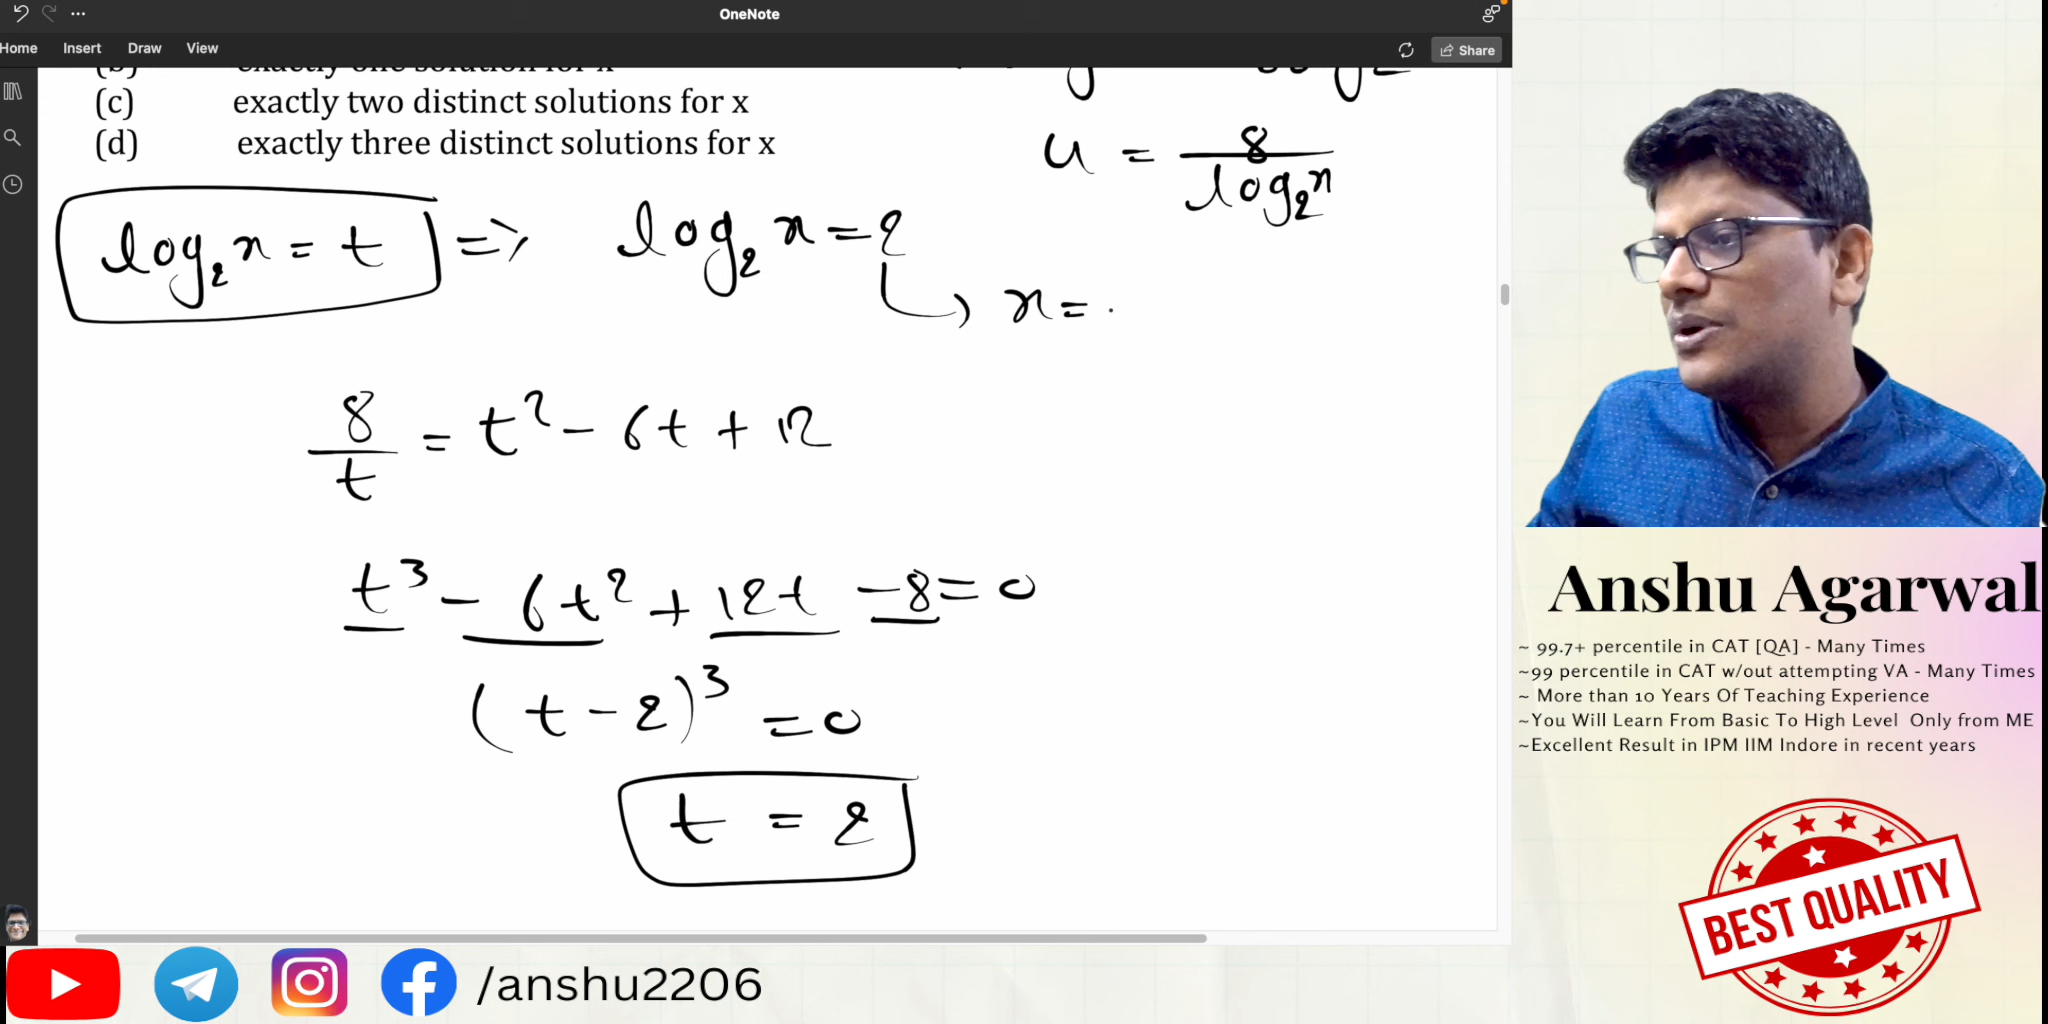 OneNote
Home Insert Draw View
Share
(b) exactly one solution for x
(c) exactly two distinct solutions for x
(d) exactly three distinct solutions for x
u = 8 / log₂x
log₂x = t => log₂x = 2
x = .
8/t = t² - 6t + 12
t³ - 6t² + 12t - 8 = 0
(t - 2)³ = 0
t = 2
Anshu Agarwal
~ 99.7+ percentile in CAT [QA] - Many Times
~99 percentile in CAT w/out attempting VA - Many Times
~ More than 10 Years Of Teaching Experience
~You Will Learn From Basic To High Level Only from ME
~Excellent Result in IPM IIM Indore in recent years
BEST QUALITY
/anshu2206